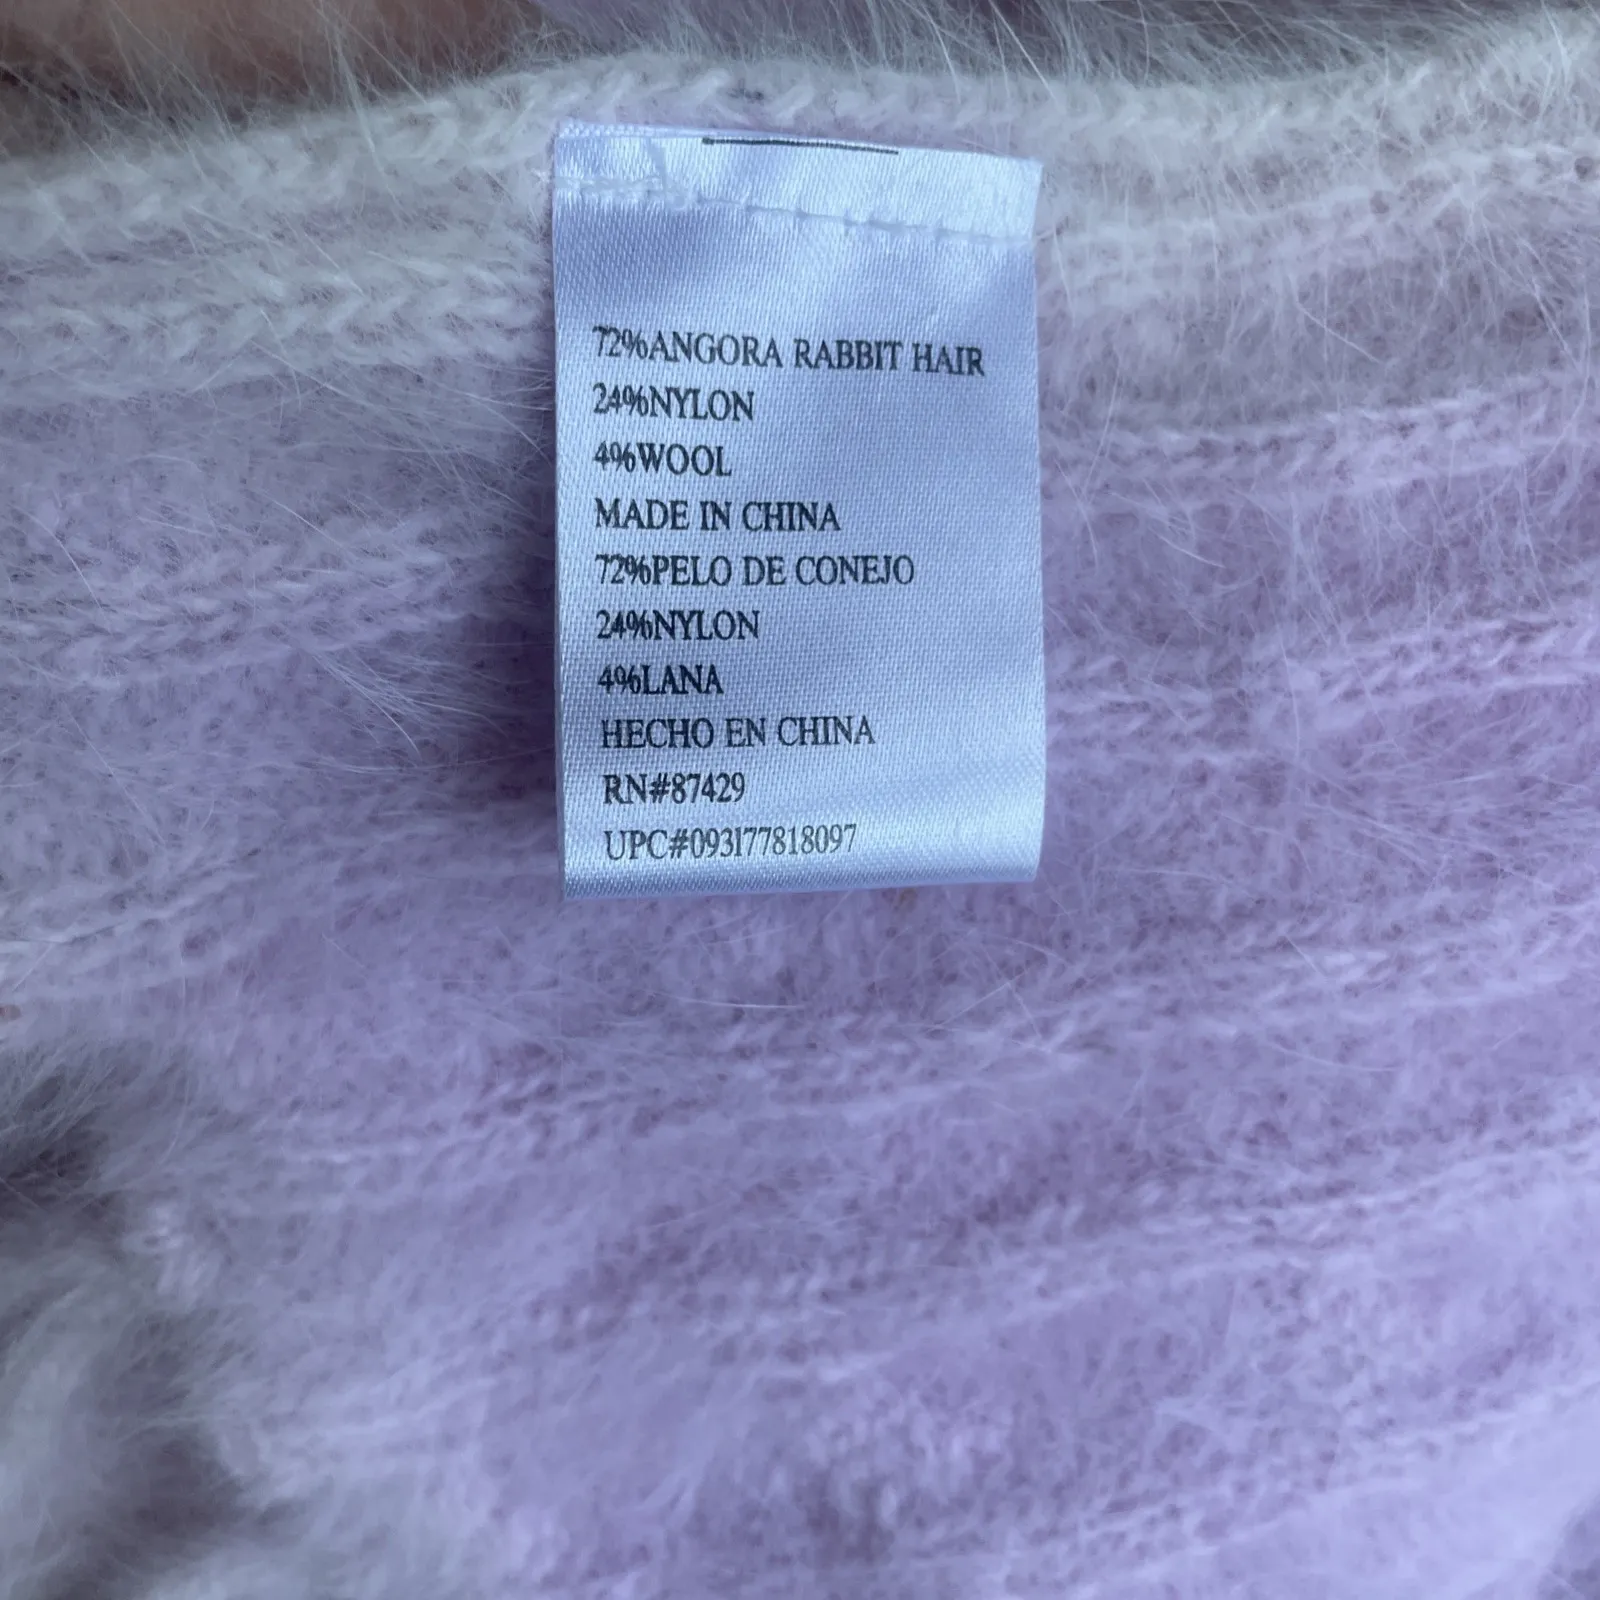 72%ANGORA RABBIT HAIR
24%NYLON
4%WOOL
MADE IN CHINA
72%PELO DE CONEJO
24%NYLON
4%LANA
HECHO EN CHINA
RN#87429
UPC#093177818097